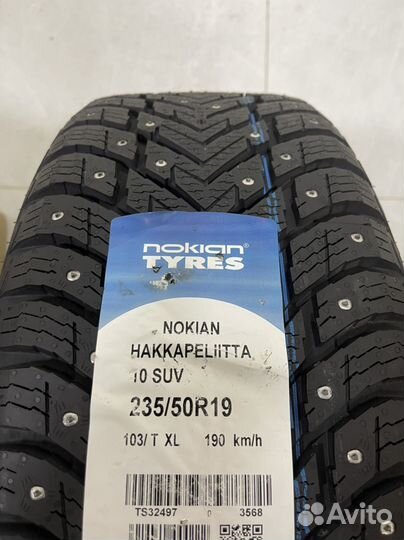 nokian®
TYRES
NOKIAN
HAKKAPELIITTA
10 SUV
235/50R19
103/T XL 190 km/h
TS32497 0 3568
Avito